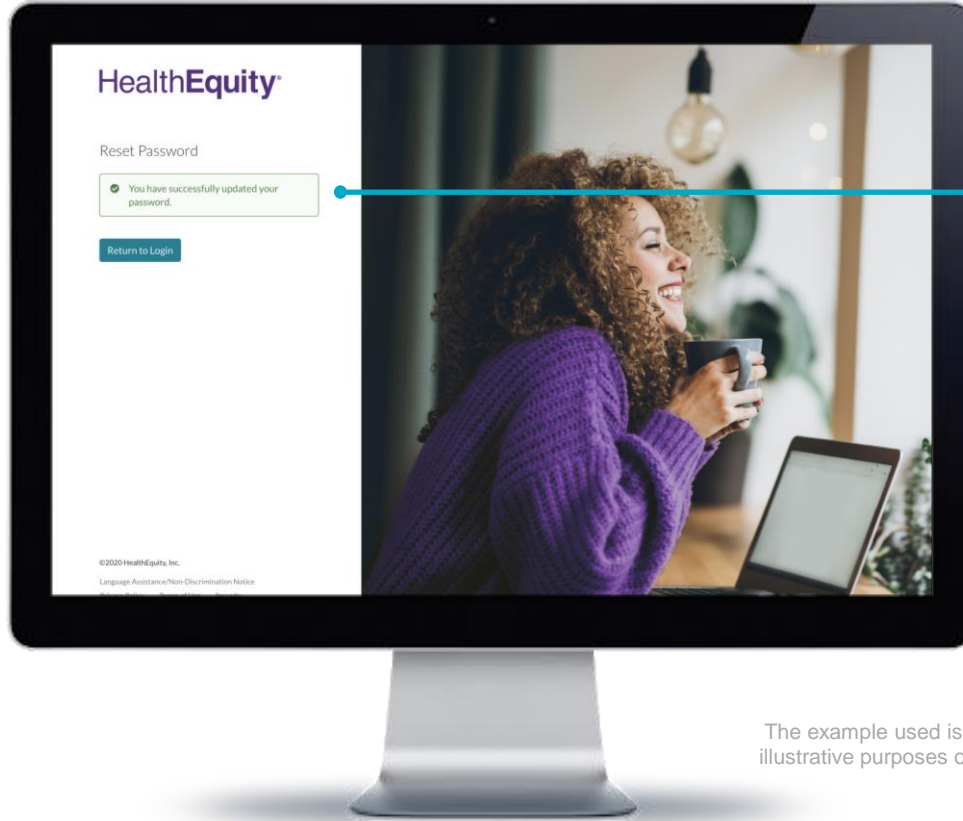 HealthEquity
Reset Password
You have successfully updated your
password.
Return to Login
©2020 HealthEquity, Inc.
Language Assistance/Non-Discrimination Notice
The example used is
illustrative purposes